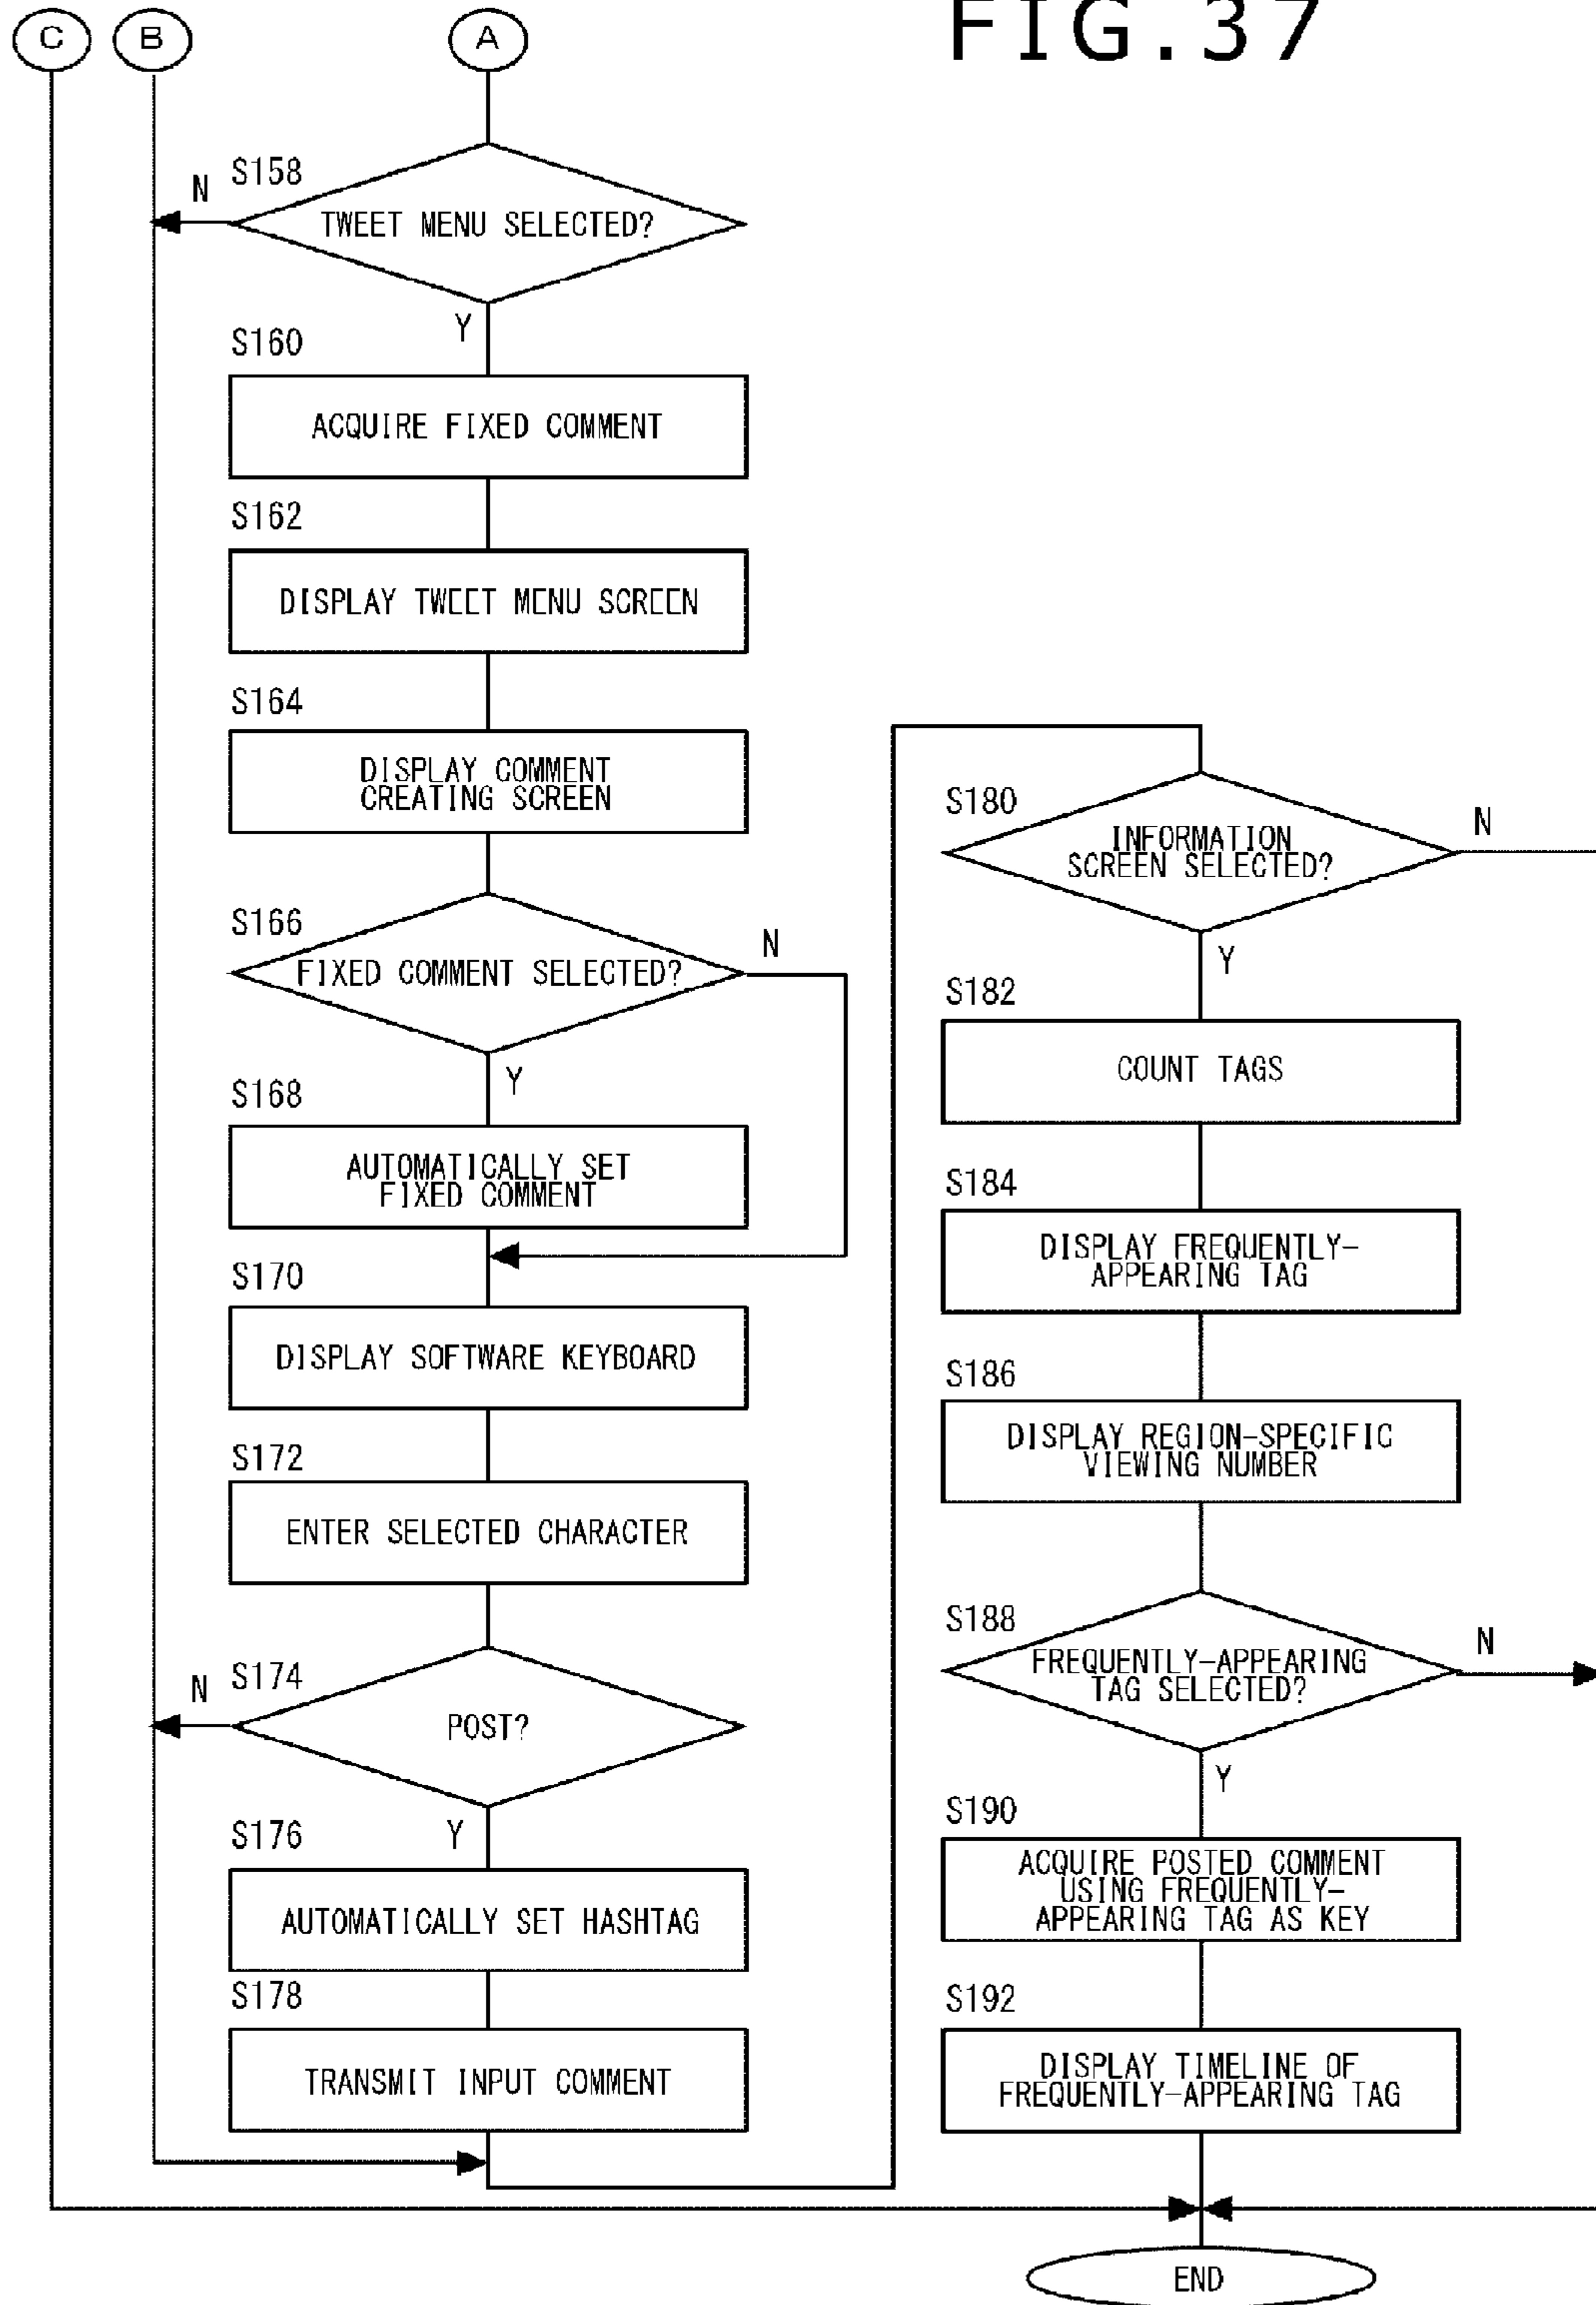 FIG.37
C
B
A
S158
N
TWEET MENU SELECTED?
Y
S160
ACQUIRE FIXED COMMENT
S162
DISPLAY TWEET MENU SCREEN
S164
DISPLAY COMMENT
CREATING SCREEN
S166
FIXED COMMENT SELECTED?
N
Y
S168
AUTOMATICALLY SET
FIXED COMMENT
S170
DISPLAY SOFTWARE KEYBOARD
S172
ENTER SELECTED CHARACTER
S174
N
POST?
Y
S176
AUTOMATICALLY SET HASHTAG
S178
TRANSMIT INPUT COMMENT
S180
INFORMATION
SCREEN SELECTED?
N
Y
S182
COUNT TAGS
S184
DISPLAY FREQUENTLY-
APPEARING TAG
S186
DISPLAY REGION-SPECIFIC
VIEWING NUMBER
S188
FREQUENTLY-APPEARING
TAG SELECTED?
N
Y
S190
ACQUIRE POSTED COMMENT
USING FREQUENTLY-
APPEARING TAG AS KEY
S192
DISPLAY TIMELINE OF
FREQUENTLY-APPEARING TAG
END